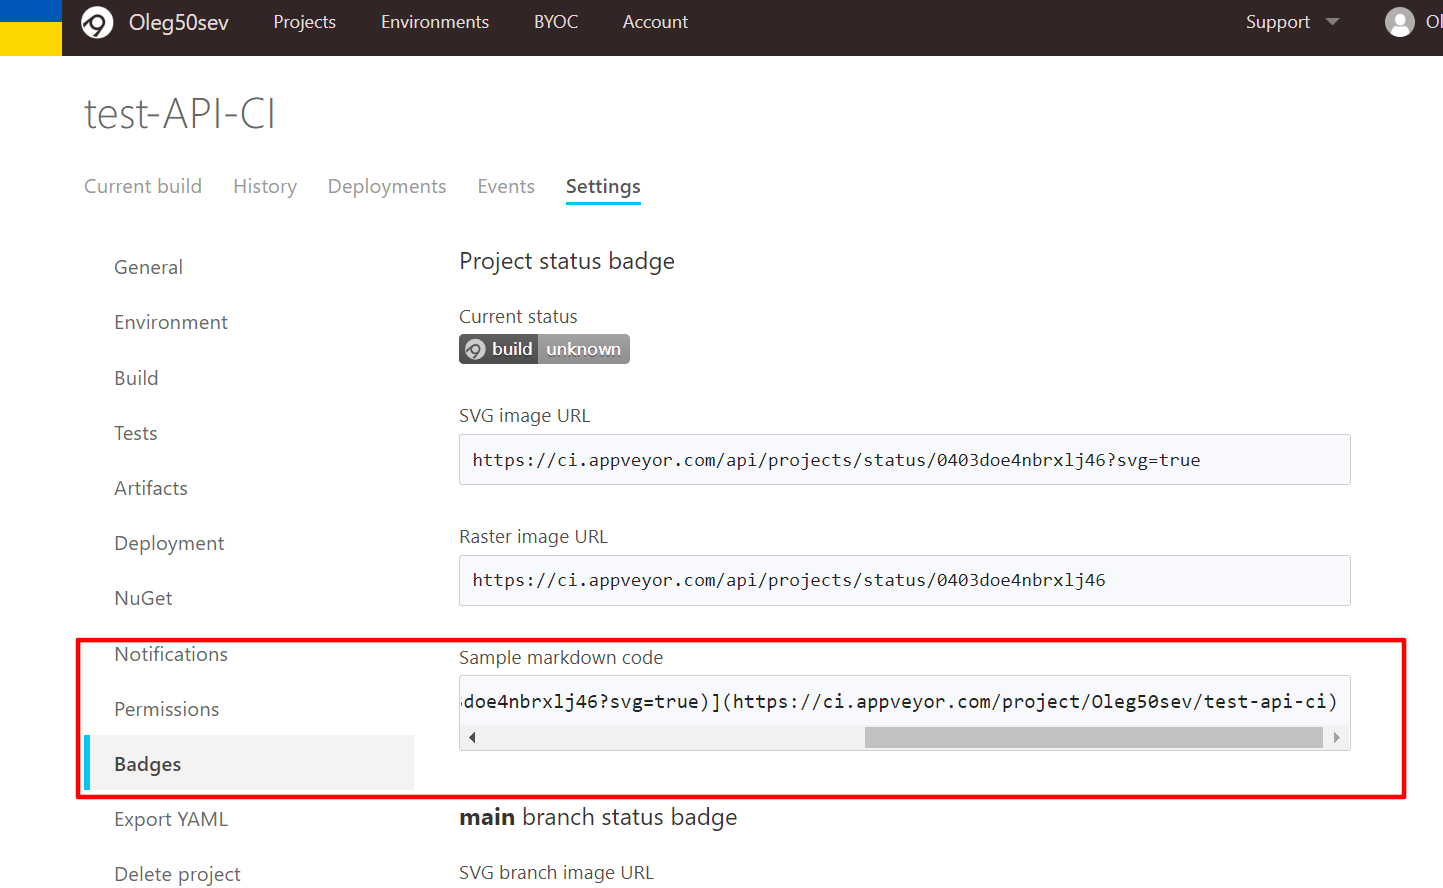 Oleg50sev Projects Environments BYOC Account Support
test-API-CI
Current build History Deployments Events Settings
General
Environment
Build
Tests
Artifacts
Deployment
NuGet
Notifications
Permissions
Badges
Export YAML
Delete project
Project status badge
Current status
build unknown
SVG image URL
https://ci.appveyor.com/api/projects/status/0403doe4nbrxlj46?svg=true
Raster image URL
https://ci.appveyor.com/api/projects/status/0403doe4nbrxlj46
Sample markdown code
doe4nbrxlj46?svg=true)](https://ci.appveyor.com/project/Oleg50sev/test-api-ci)
main branch status badge
SVG branch image URL